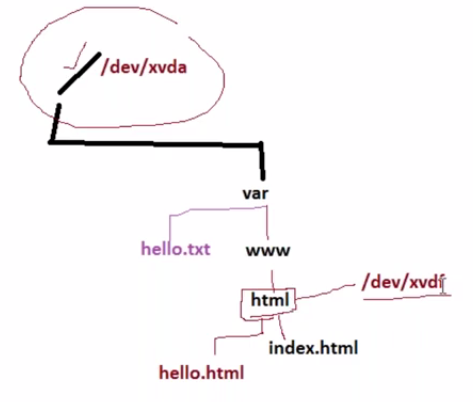 /dev/xvda
var
hello.txt
www
/dev/xvdf
html
index.html
hello.html